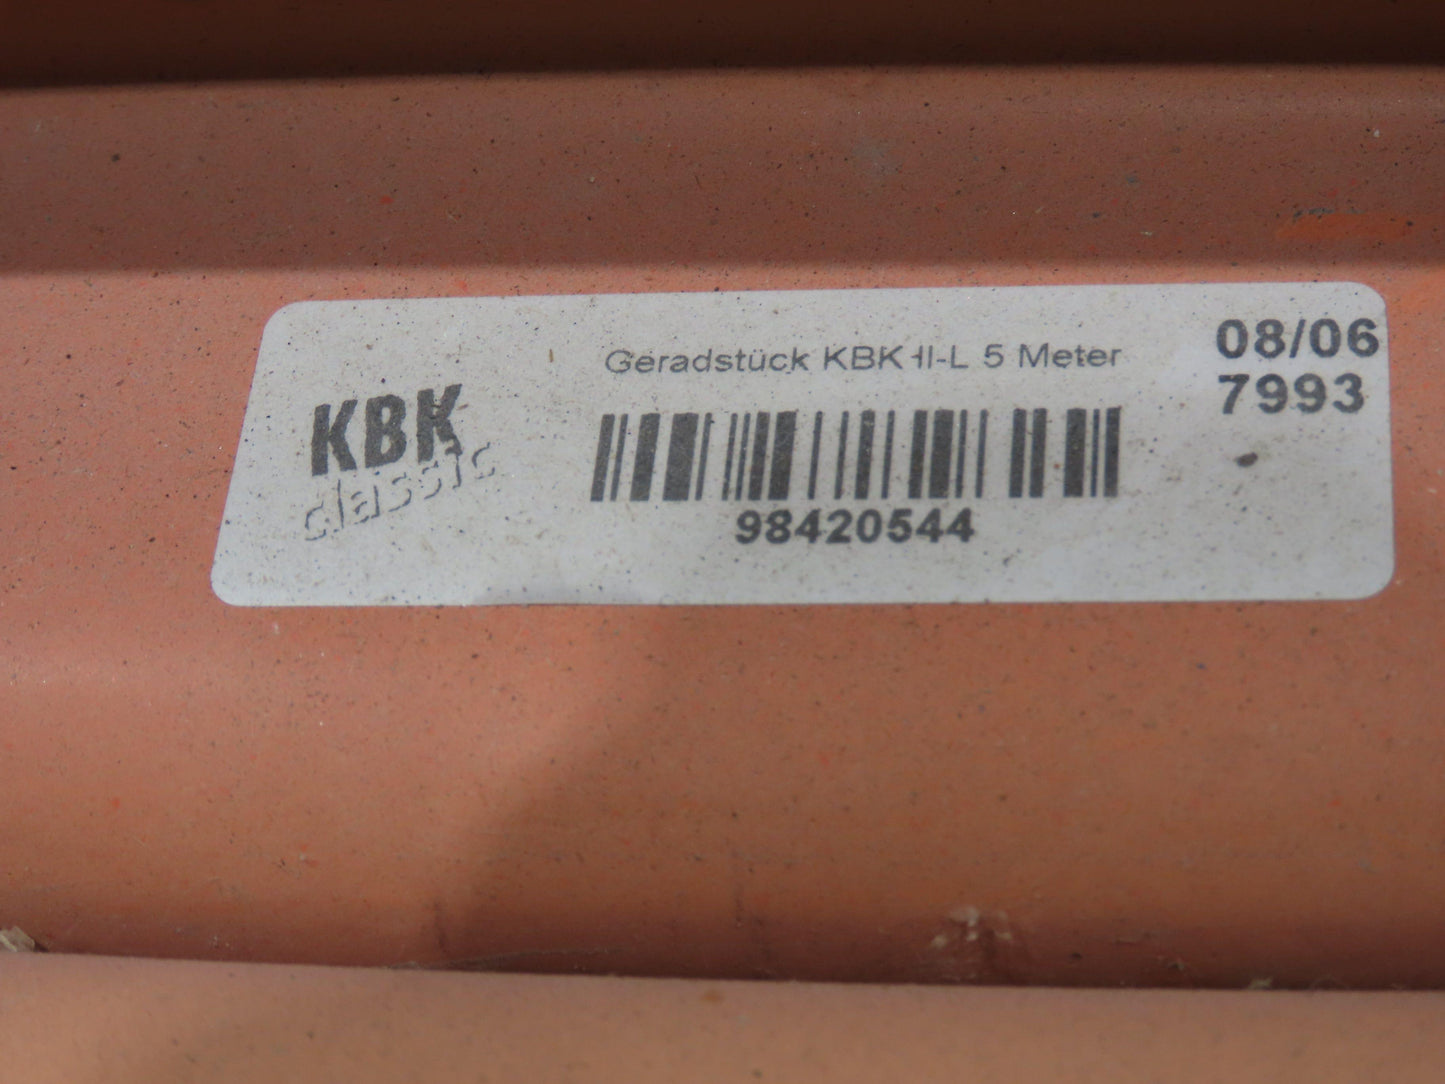 Geradstück KBK II-L 5 Meter
08/06
7993
KBK
classic
98420544